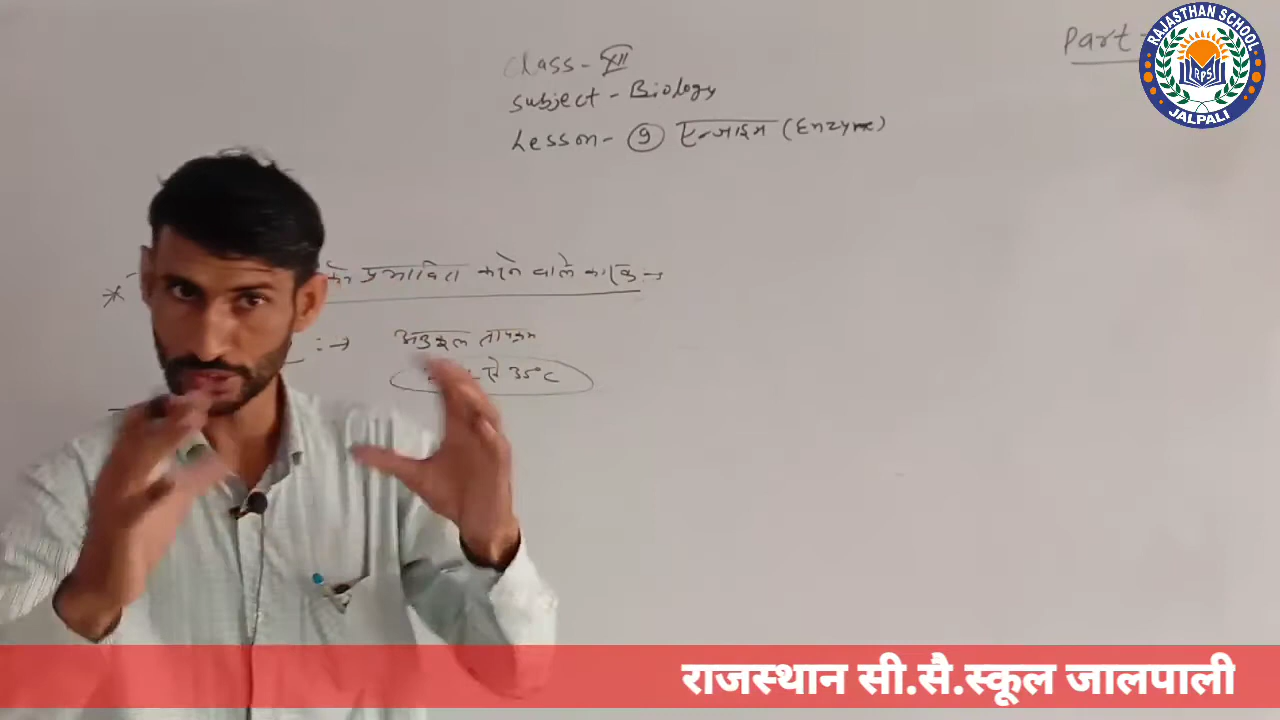 Class - XII
Subject - Biology
Lesson - 9 एन्जाइम (Enzyme)
Part -
RAJASTHAN SCHOOL
RPS
JALPALI
* को प्रभावित करने वाले कारक :→
:→ अनुकूल तापक्रम
से 35°C
राजस्थान सी.सै.स्कूल जालपाली